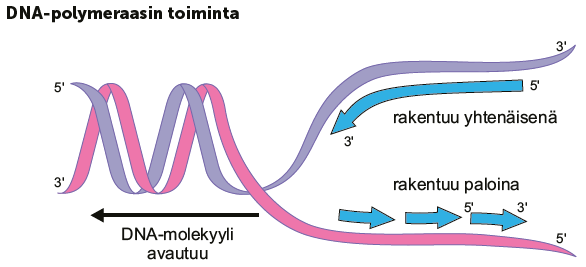 DNA-polymeraasin toiminta
3'
5'
5'
rakentuu yhtenäisenä
3'
3'
rakentuu paloina
5'
3'
DNA-molekyyli
avautuu
5'